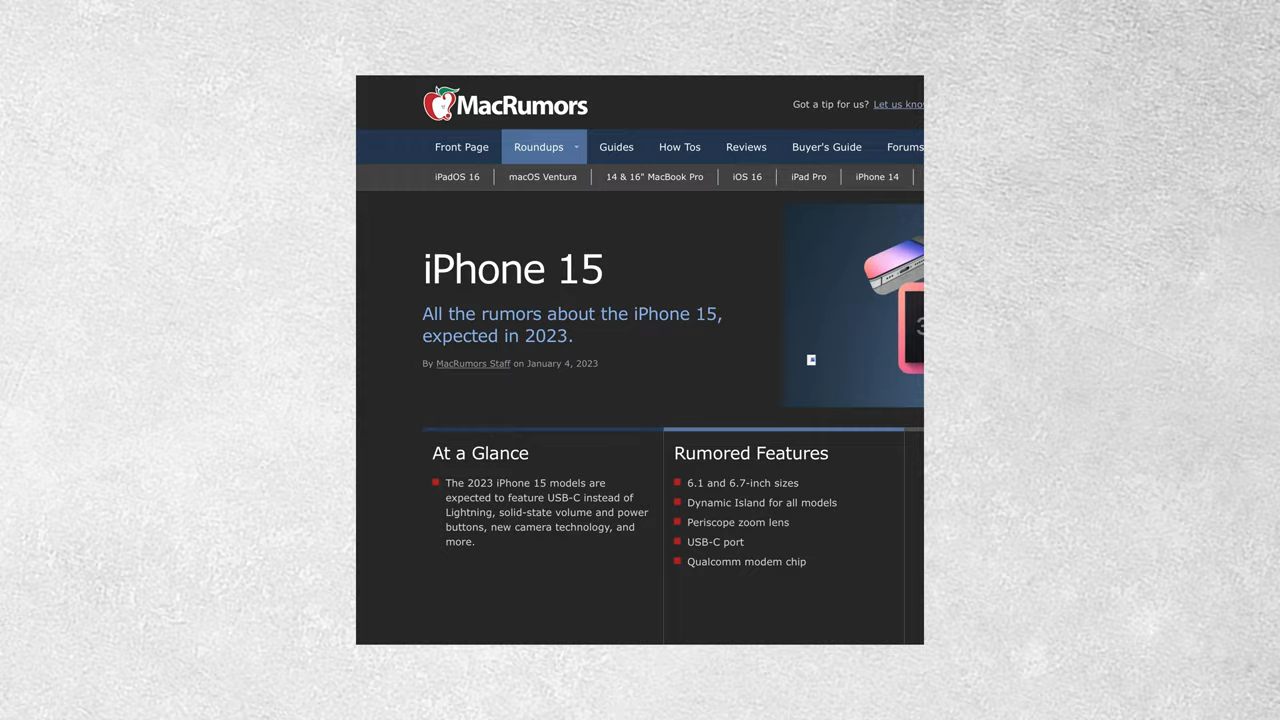 MacRumors
Got a tip for us? Let us kno
Front Page Roundups Guides How Tos Reviews Buyer's Guide Forums
iPadOS 16 macOS Ventura 14 & 16" MacBook Pro iOS 16 iPad Pro iPhone 14
iPhone 15
All the rumors about the iPhone 15,
expected in 2023.
By MacRumors Staff on January 4, 2023
At a Glance
The 2023 iPhone 15 models are
expected to feature USB-C instead of
Lightning, solid-state volume and power
buttons, new camera technology, and
more.
Rumored Features
6.1 and 6.7-inch sizes
Dynamic Island for all models
Periscope zoom lens
USB-C port
Qualcomm modem chip